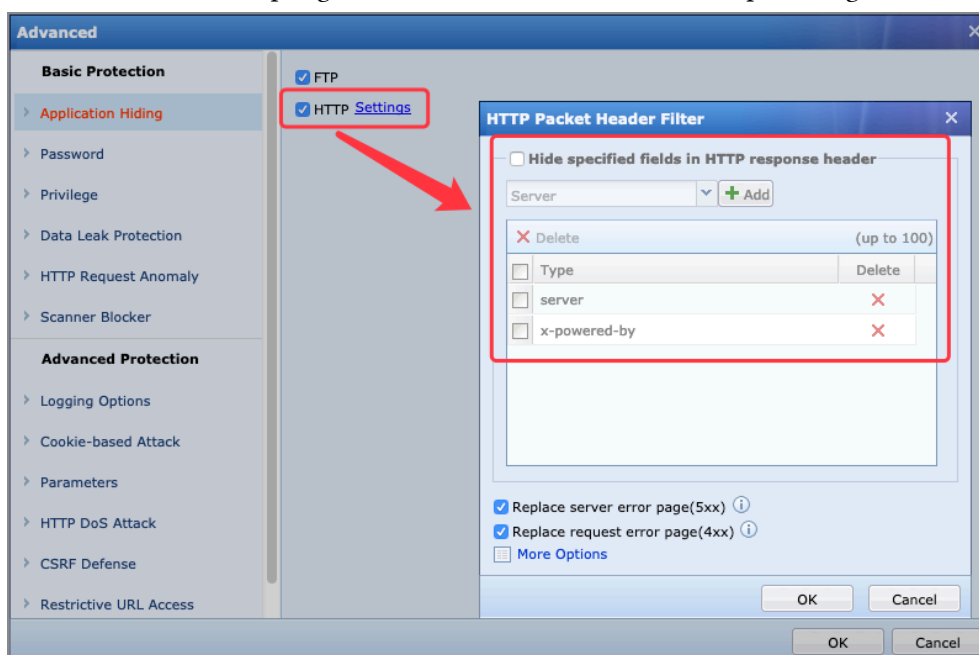 Advanced
Basic Protection
Application Hiding
Password
Privilege
Data Leak Protection
HTTP Request Anomaly
Scanner Blocker
Advanced Protection
Logging Options
Cookie-based Attack
Parameters
HTTP DoS Attack
CSRF Defense
Restrictive URL Access
FTP
HTTP Settings
HTTP Packet Header Filter
Hide specified fields in HTTP response header
Server Add
Delete (up to 100)
Type Delete
server
x-powered-by
Replace server error page(5xx)
Replace request error page(4xx)
More Options
OK Cancel
OK Cancel